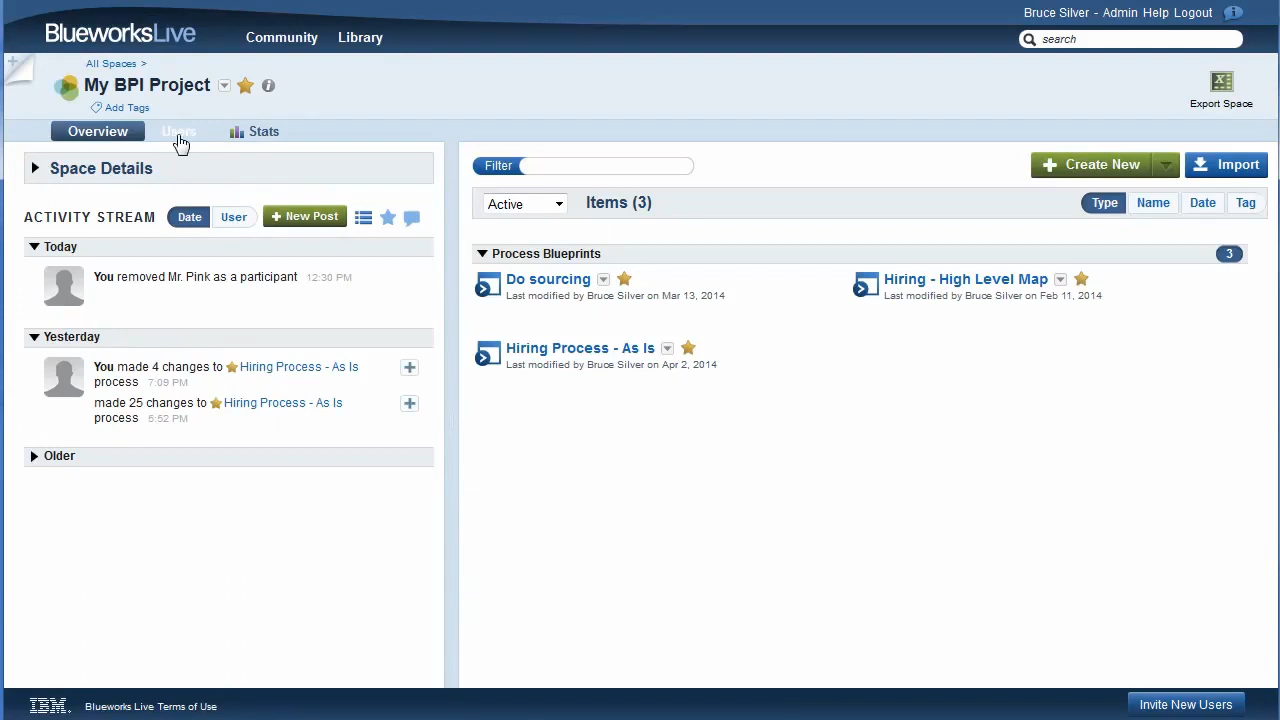 Bruce Silver - Admin Help Logout
BlueworksLive
Community
Library
search
All Spaces >
My BPI Project
Add Tags
Export Space
Overview
Users
Stats
Space Details
ACTIVITY STREAM
Date
User
+ New Post
Today
You removed Mr. Pink as a participant 12:30 PM
Yesterday
You made 4 changes to Hiring Process - As Is
process 7:09 PM
made 25 changes to Hiring Process - As Is
process 5:52 PM
Older
Filter
Create New
Import
Active
Items (3)
Type
Name
Date
Tag
Process Blueprints
3
Do sourcing
Last modified by Bruce Silver on Mar 13, 2014
Hiring - High Level Map
Last modified by Bruce Silver on Feb 11, 2014
Hiring Process - As Is
Last modified by Bruce Silver on Apr 2, 2014
IBM.
Blueworks Live Terms of Use
Invite New Users